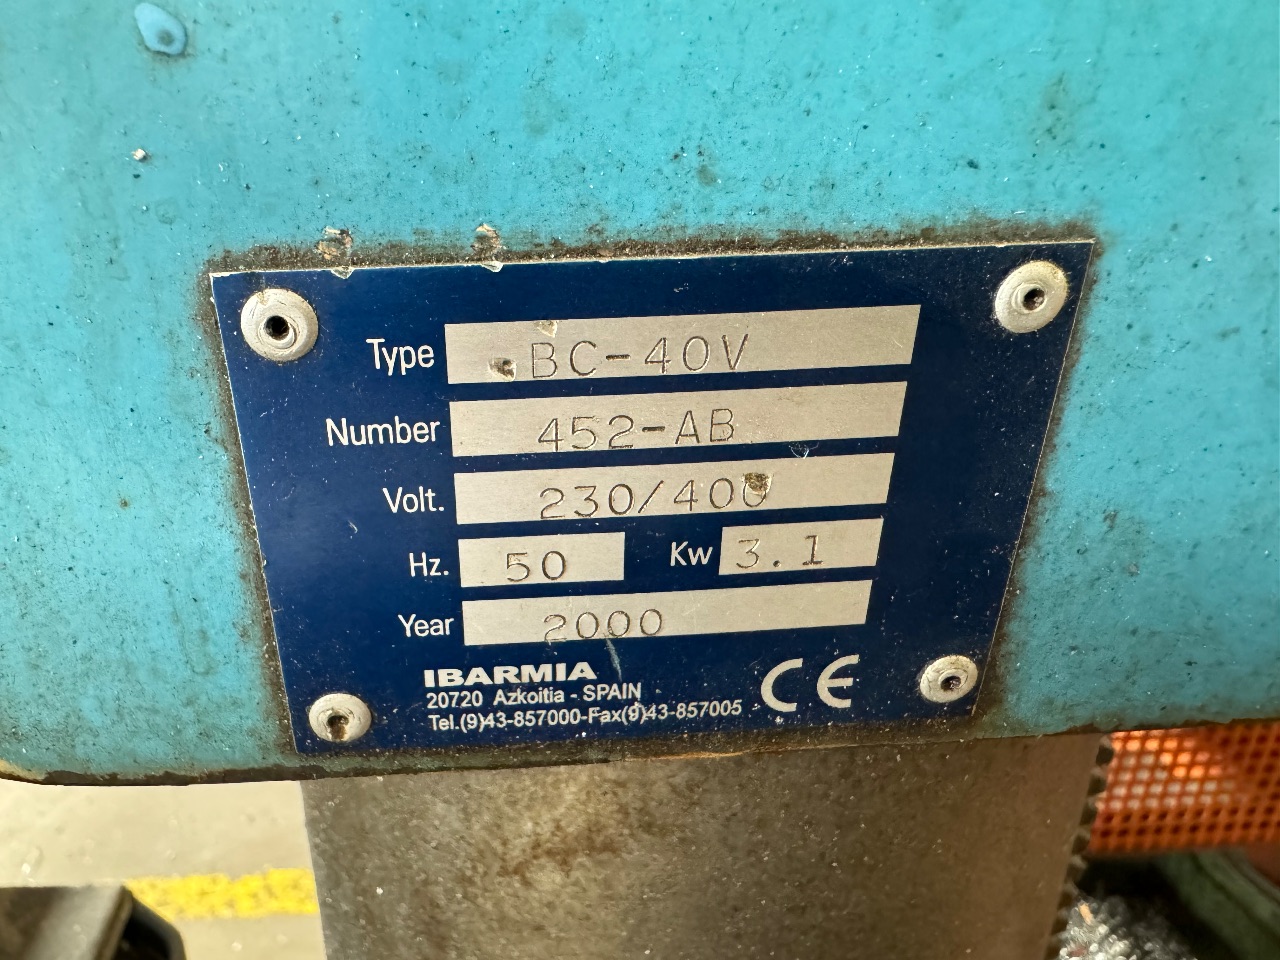 Type BC-40V
Number 452-AB
Volt. 230/400
Hz. 50 Kw 3.1
Year 2000
IBARMIA
20720 Azkoitia - SPAIN
Tel.(9)43-857000-Fax(9)43-857005
CE